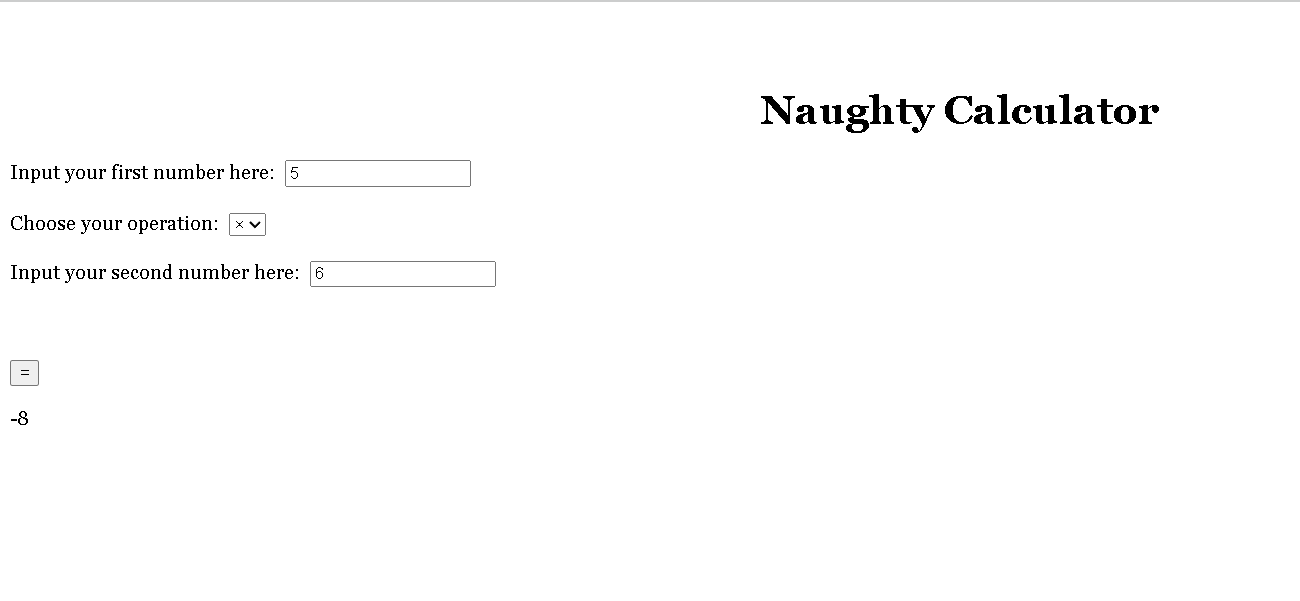 Naughty Calculator
Input your first number here: 5
Choose your operation: ×
Input your second number here: 6
=
-8